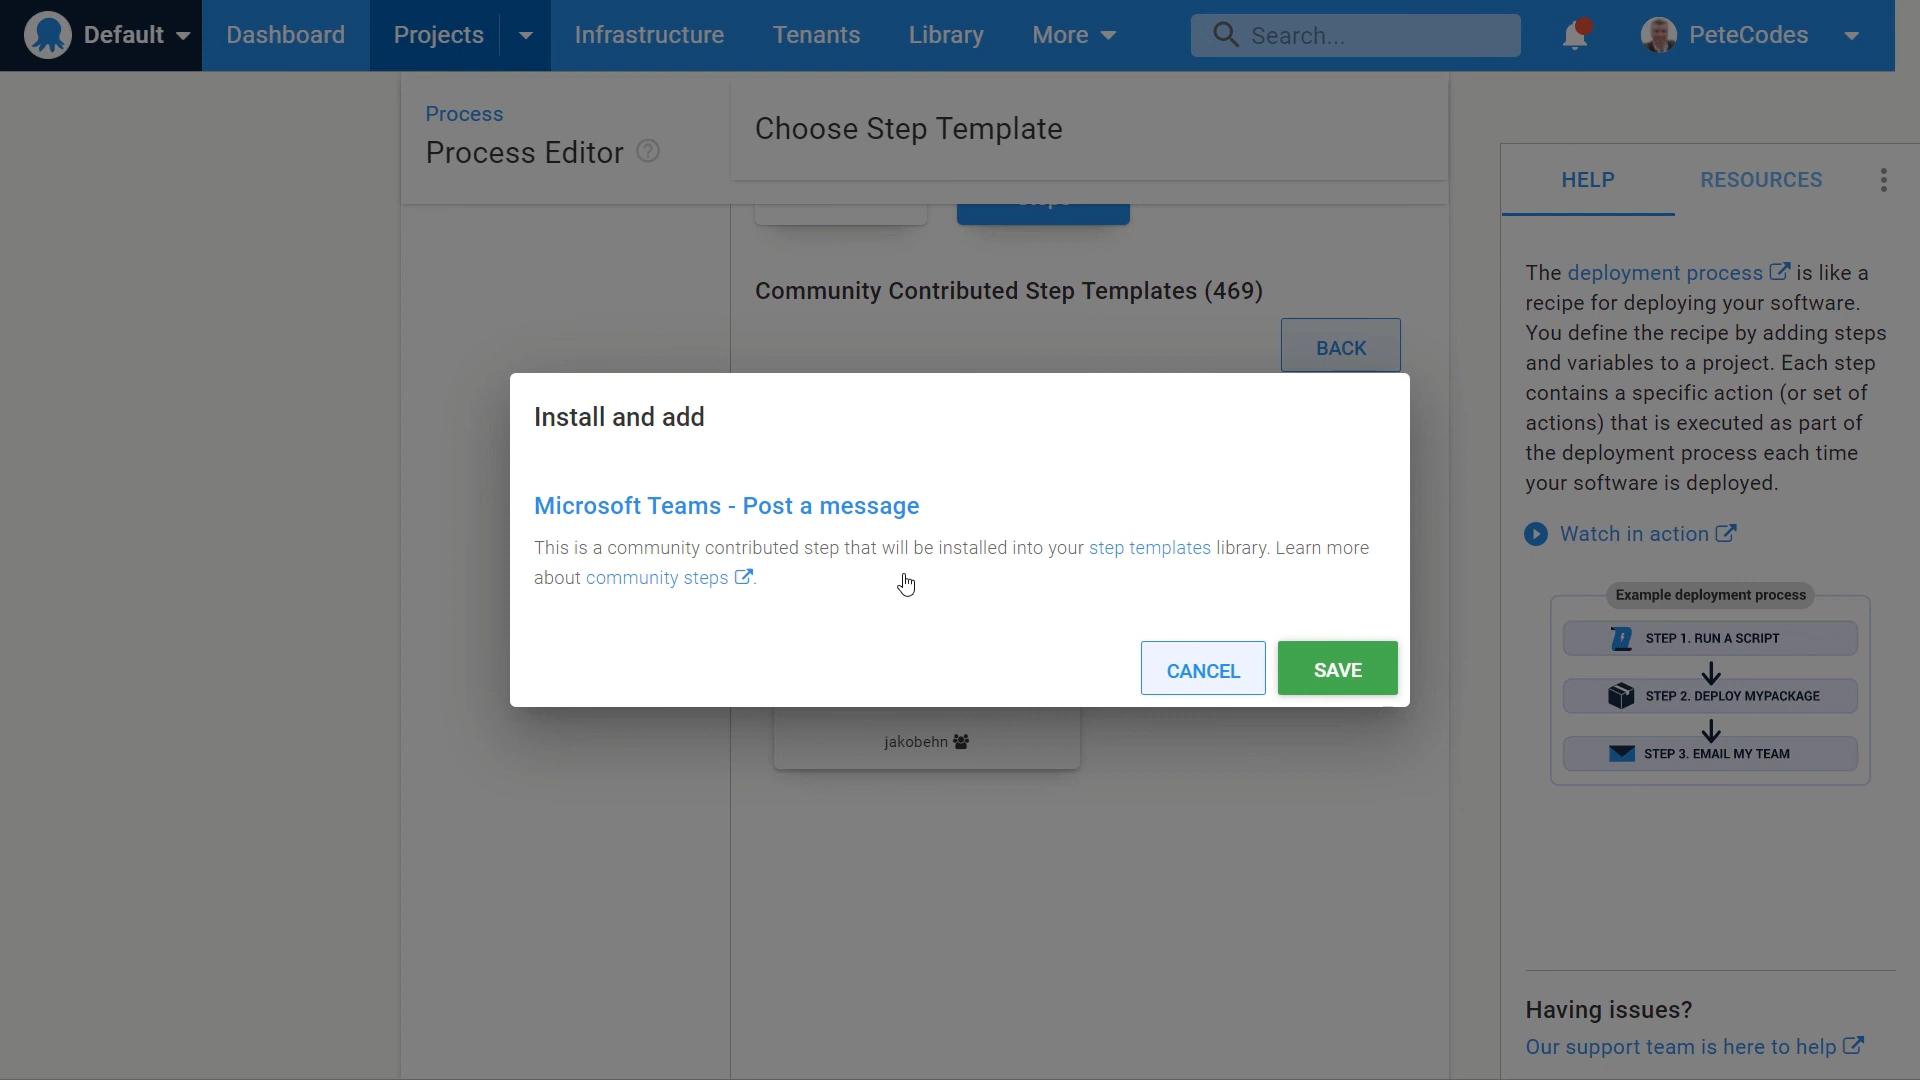 Default
Dashboard
Projects
Infrastructure
Tenants
Library
More
Search...
PeteCodes
Process
Process Editor
Choose Step Template
Community Contributed Step Templates (469)
BACK
Install and add
Microsoft Teams - Post a message
This is a community contributed step that will be installed into your step templates library. Learn more
about community steps.
CANCEL
SAVE
jakobehn
HELP
RESOURCES
The deployment process is like a
recipe for deploying your software.
You define the recipe by adding steps
and variables to a project. Each step
contains a specific action (or set of
actions) that is executed as part of
the deployment process each time
your software is deployed.
Watch in action
Example deployment process
STEP 1. RUN A SCRIPT
STEP 2. DEPLOY MYPACKAGE
STEP 3. EMAIL MY TEAM
Having issues?
Our support team is here to help